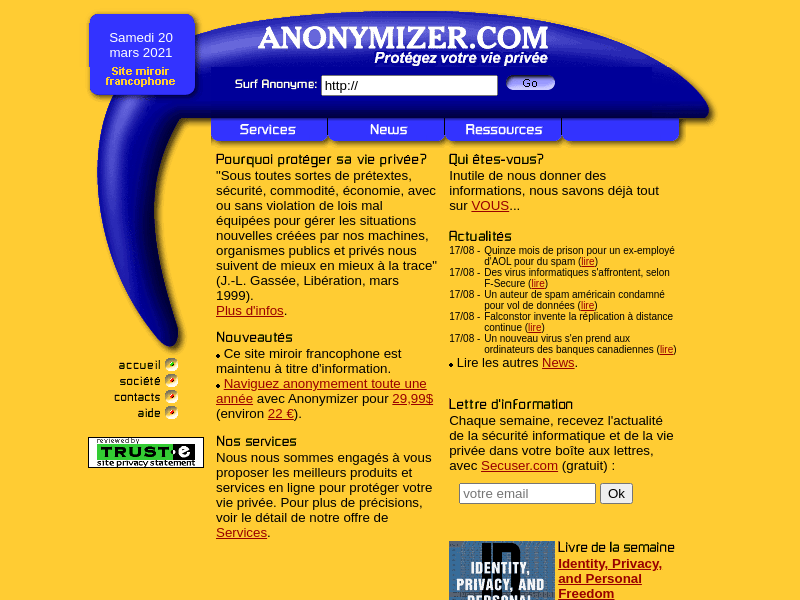 Samedi 20
mars 2021
Site miroir
francophone
ANONYMIZER.COM
Protégez votre vie privée
Surf Anonyme: http:// Go
Services News Ressources
Pourquoi protéger sa vie privée?
"Sous toutes sortes de prétextes,
sécurité, commodité, économie, avec
ou sans violation de lois mal
équipées pour gérer les situations
nouvelles créées par nos machines,
organismes publics et privés nous
suivent de mieux en mieux à la trace"
(J.-L. Gassée, Libération, mars
1999).
Plus d'infos.
Nouveautés
Ce site miroir francophone est
maintenu à titre d'information.
Naviguez anonymement toute une
année avec Anonymizer pour 29,99$
(environ 22 €).
Nos services
Nous nous sommes engagés à vous
proposer les meilleurs produits et
services en ligne pour protéger votre
vie privée. Pour plus de précisions,
voir le détail de notre offre de
Services.
Qui êtes-vous?
Inutile de nous donner des
informations, nous savons déjà tout
sur VOUS...
Actualités
17/08 - Quinze mois de prison pour un ex-employé
d'AOL pour du spam (lire)
17/08 - Des virus informatiques s'affrontent, selon
F-Secure (lire)
17/08 - Un auteur de spam américain condamné
pour vol de données (lire)
17/08 - Falconstor invente la réplication à distance
continue (lire)
17/08 - Un nouveau virus s'en prend aux
ordinateurs des banques canadiennes (lire)
Lire les autres News.
Lettre d'information
Chaque semaine, recevez l'actualité
de la sécurité informatique et de la vie
privée dans votre boîte aux lettres,
avec Secuser.com (gratuit) :
votre email Ok
Livre de la semaine
Identity, Privacy,
and Personal
Freedom
ID
IDENTITY,
PRIVACY, AND
PERSONAL
accueil
société
contacts
aide
reviewed by
TRUST-e
site privacy statement